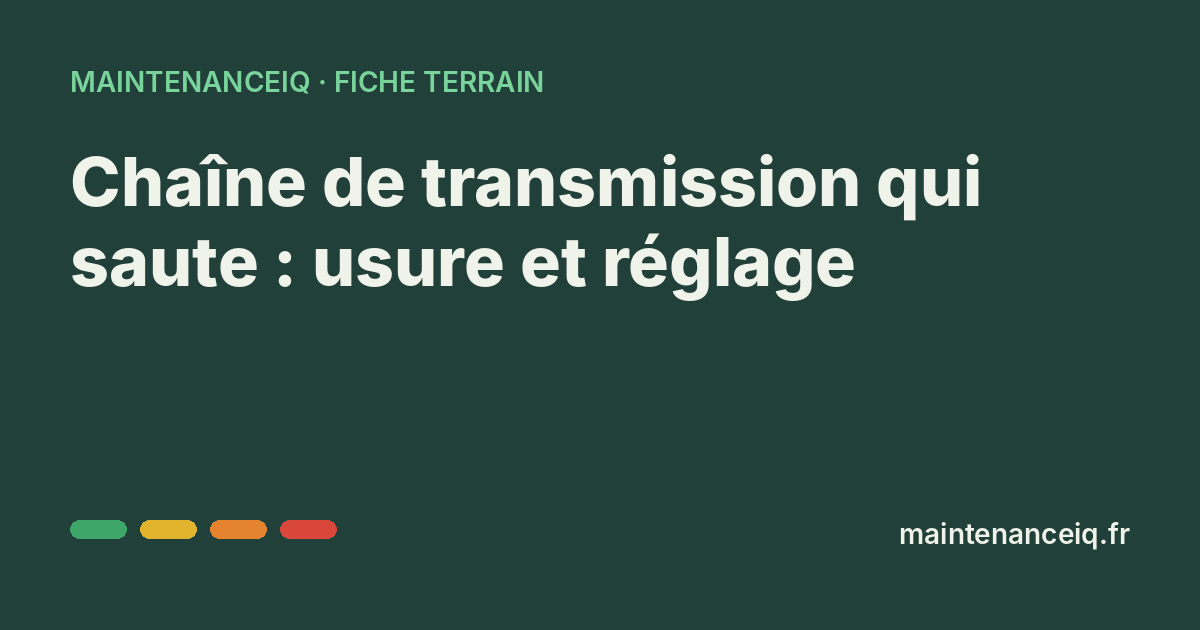 MAINTENANCEIQ · FICHE TERRAIN
Chaîne de transmission qui
saute : usure et réglage
maintenanceiq.fr